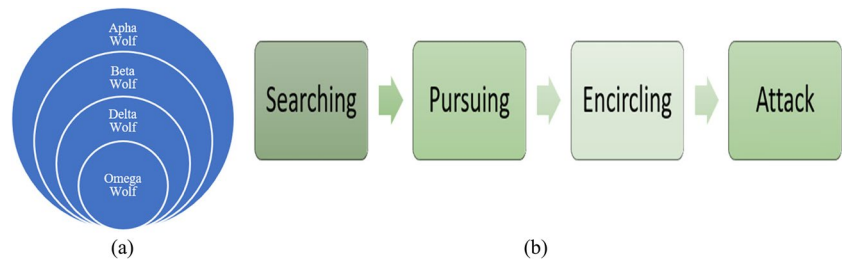 Apha
Wolf
Beta
Wolf
Delta
Wolf
Omega
Wolf
(a)
Searching
Pursuing
Encircling
Attack
(b)